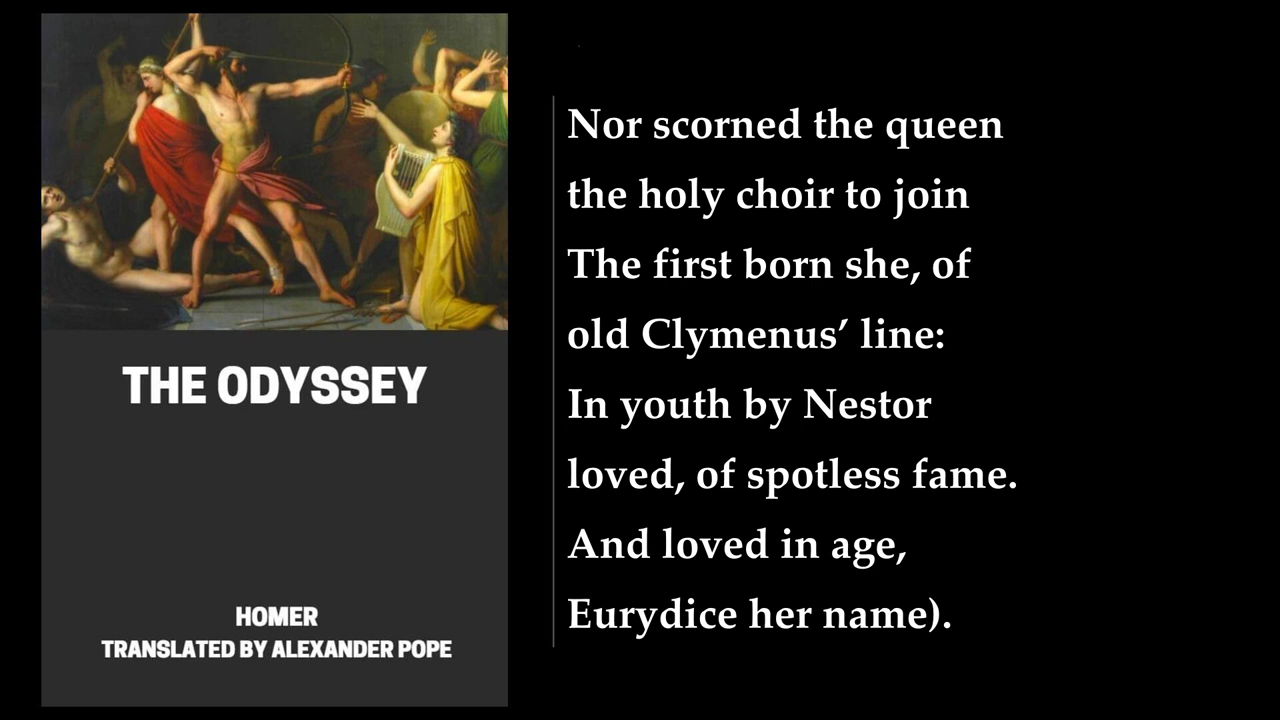 THE ODYSSEY
HOMER
TRANSLATED BY ALEXANDER POPE
Nor scorned the queen
the holy choir to join
The first born she, of
old Clymenus’ line:
In youth by Nestor
loved, of spotless fame.
And loved in age,
Eurydice her name).